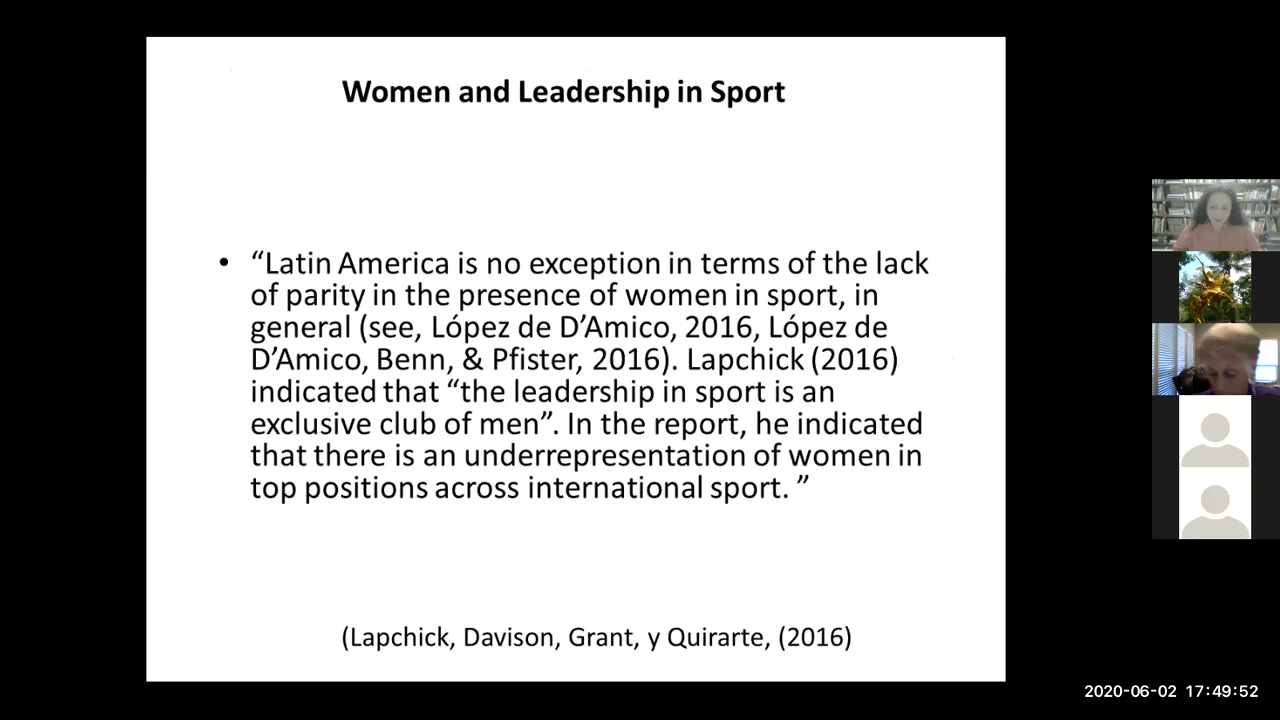 Women and Leadership in Sport
• “Latin America is no exception in terms of the lack
of parity in the presence of women in sport, in
general (see, López de D’Amico, 2016, López de
D’Amico, Benn, & Pfister, 2016). Lapchick (2016)
indicated that “the leadership in sport is an
exclusive club of men”. In the report, he indicated
that there is an underrepresentation of women in
top positions across international sport. ”
(Lapchick, Davison, Grant, y Quirarte, (2016)
2020-06-02 17:49:52